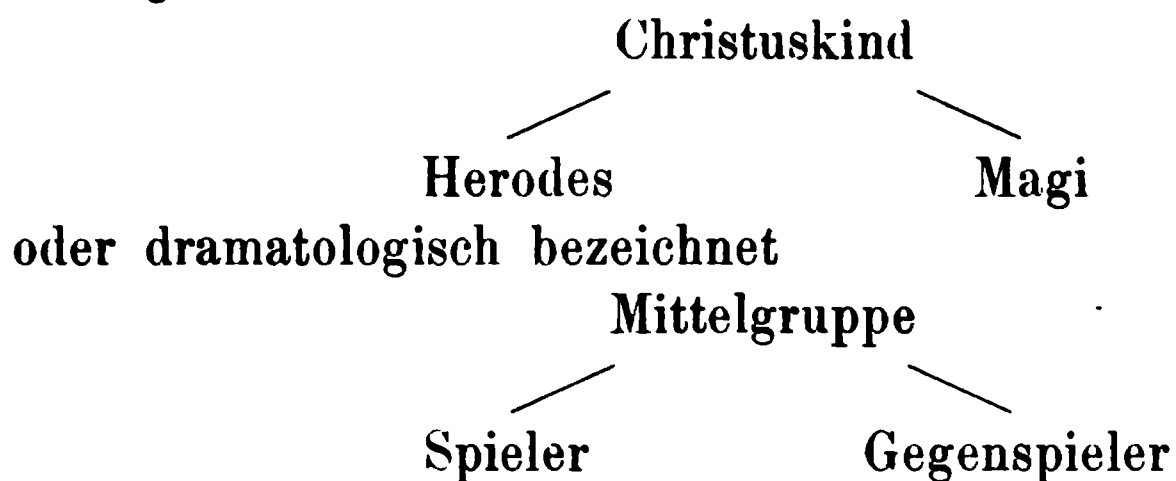 Christuskind
Herodes Magi
oder dramatologisch bezeichnet
Mittelgruppe
Spieler Gegenspieler